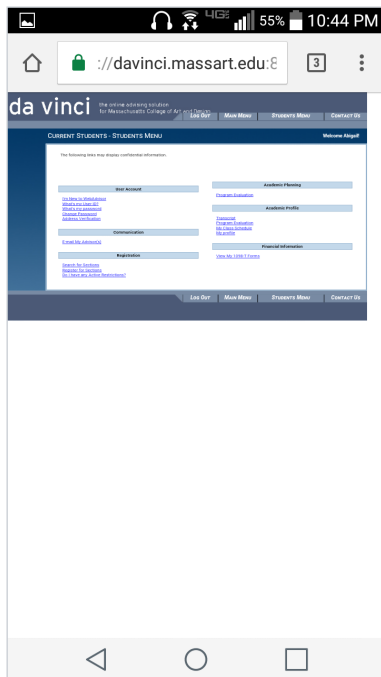 4G LTE 55% 10:44 PM
://davinci.massart.edu:8
3
da vinci
the online advising solution
for Massachusetts College of Art and Design
LOG OUT MAIN MENU STUDENTS MENU CONTACT US
CURRENT STUDENTS - STUDENTS MENU
Welcome Abigail!
The following links may display confidential information.
User Account
I'm New to WebAdvisor
What's my User ID?
What's my password
Change Password
Address Verification
Communication
E-mail My Advisor(s)
Registration
Search for Sections
Register for Sections
Do I have any Active Restrictions?
Academic Planning
Program Evaluation
Academic Profile
Transcript
Program Evaluation
My Class Schedule
My profile
Financial Information
View My 1098-T Forms
LOG OUT MAIN MENU STUDENTS MENU CONTACT US